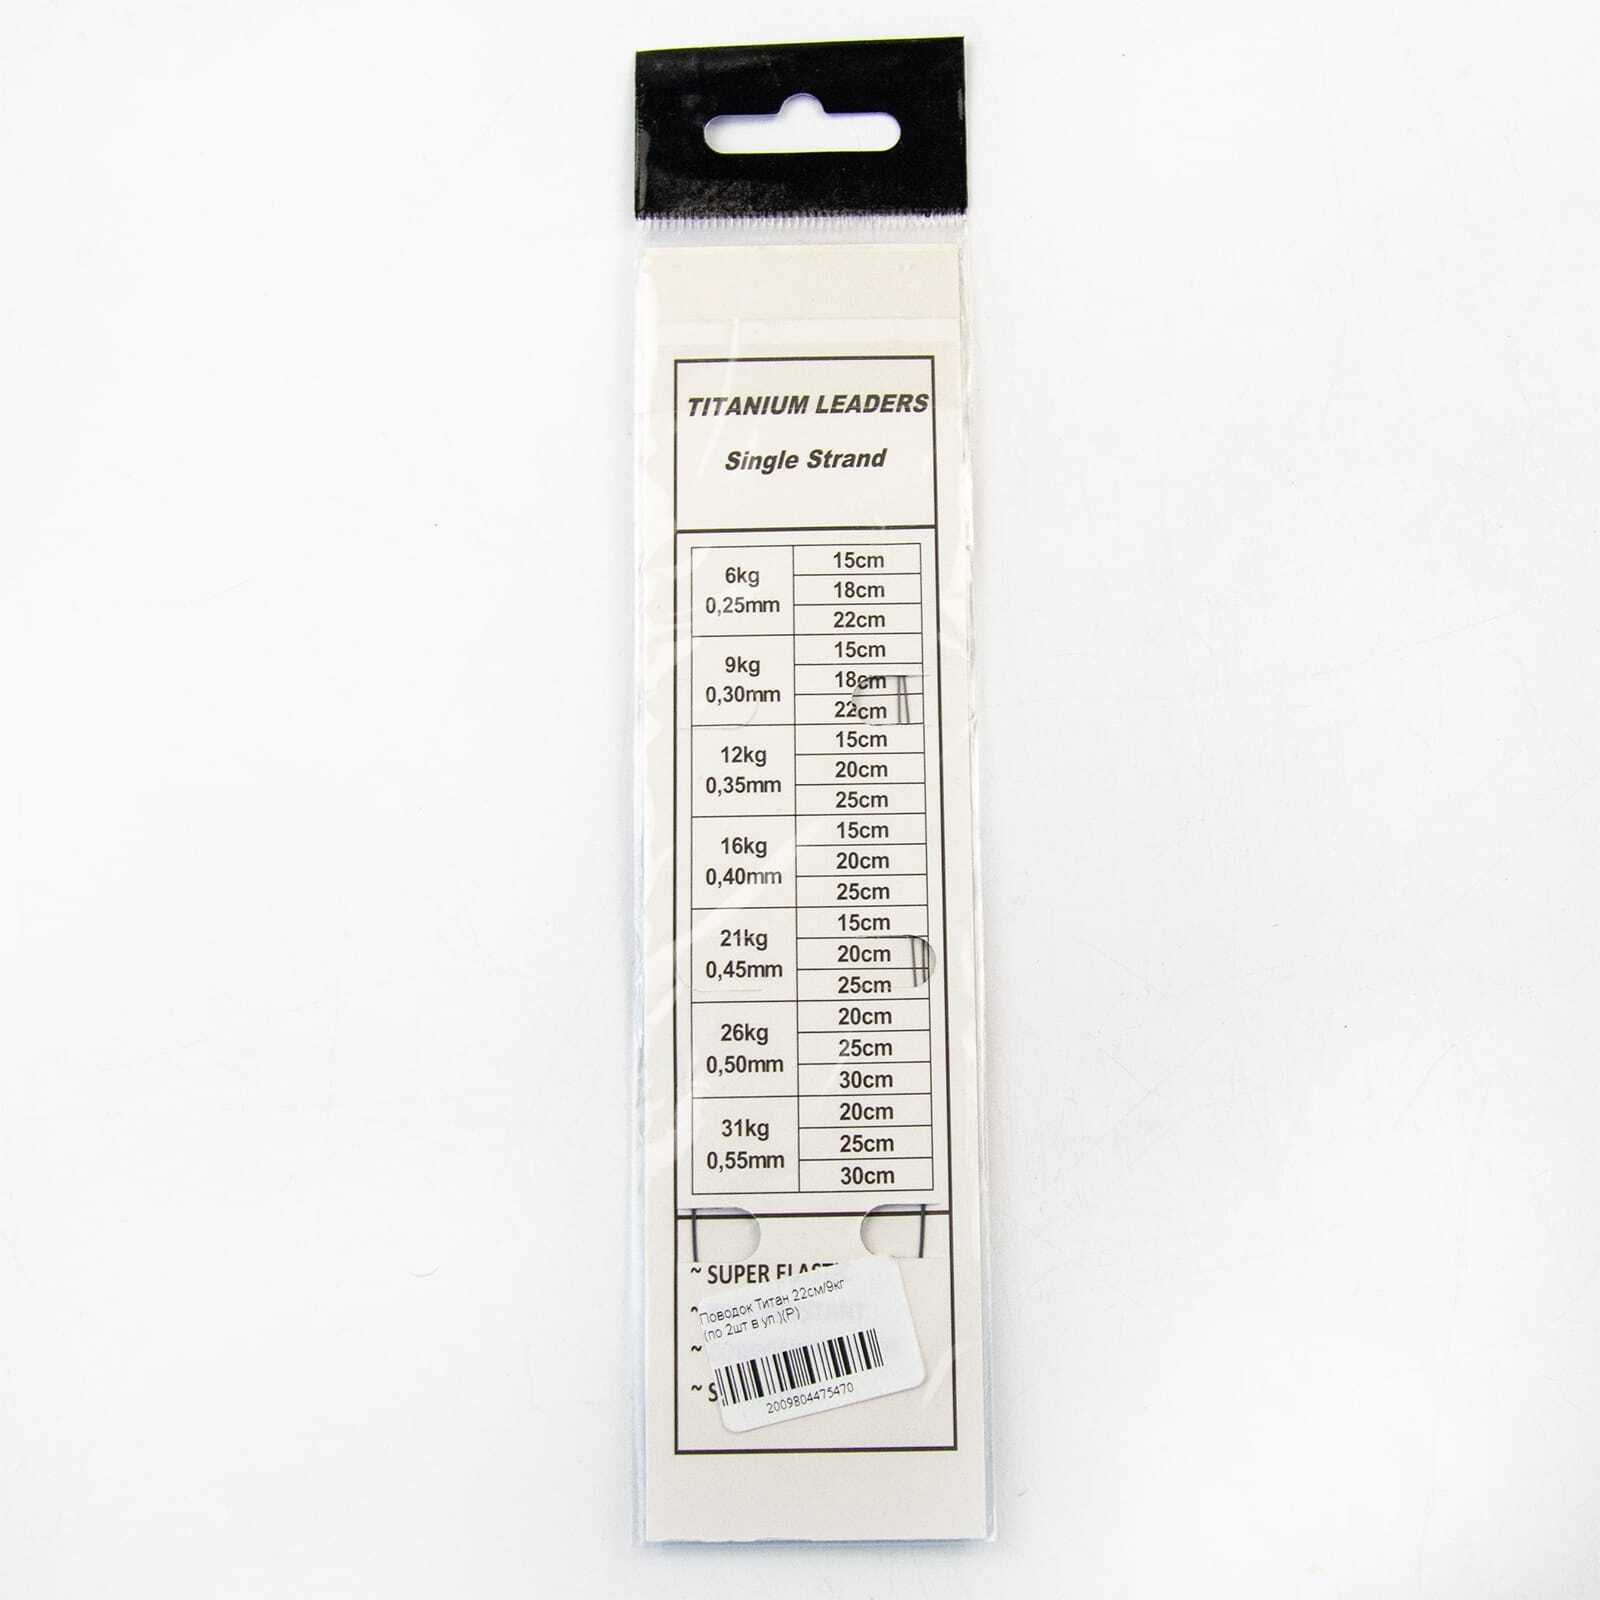 TITANIUM LEADERS
Single Strand
6kg
0,25mm
15cm
18cm
22cm
9kg
0,30mm
15cm
18cm
22cm
12kg
0,35mm
15cm
20cm
25cm
16kg
0,40mm
15cm
20cm
25cm
21kg
0,45mm
15cm
20cm
25cm
26kg
0,50mm
20cm
25cm
30cm
31kg
0,55mm
20cm
25cm
30cm
~ SUPER
~
~
~
Поводок Титан 22см/9кг
(по 2шт в уп.)(Р)
2009804475470